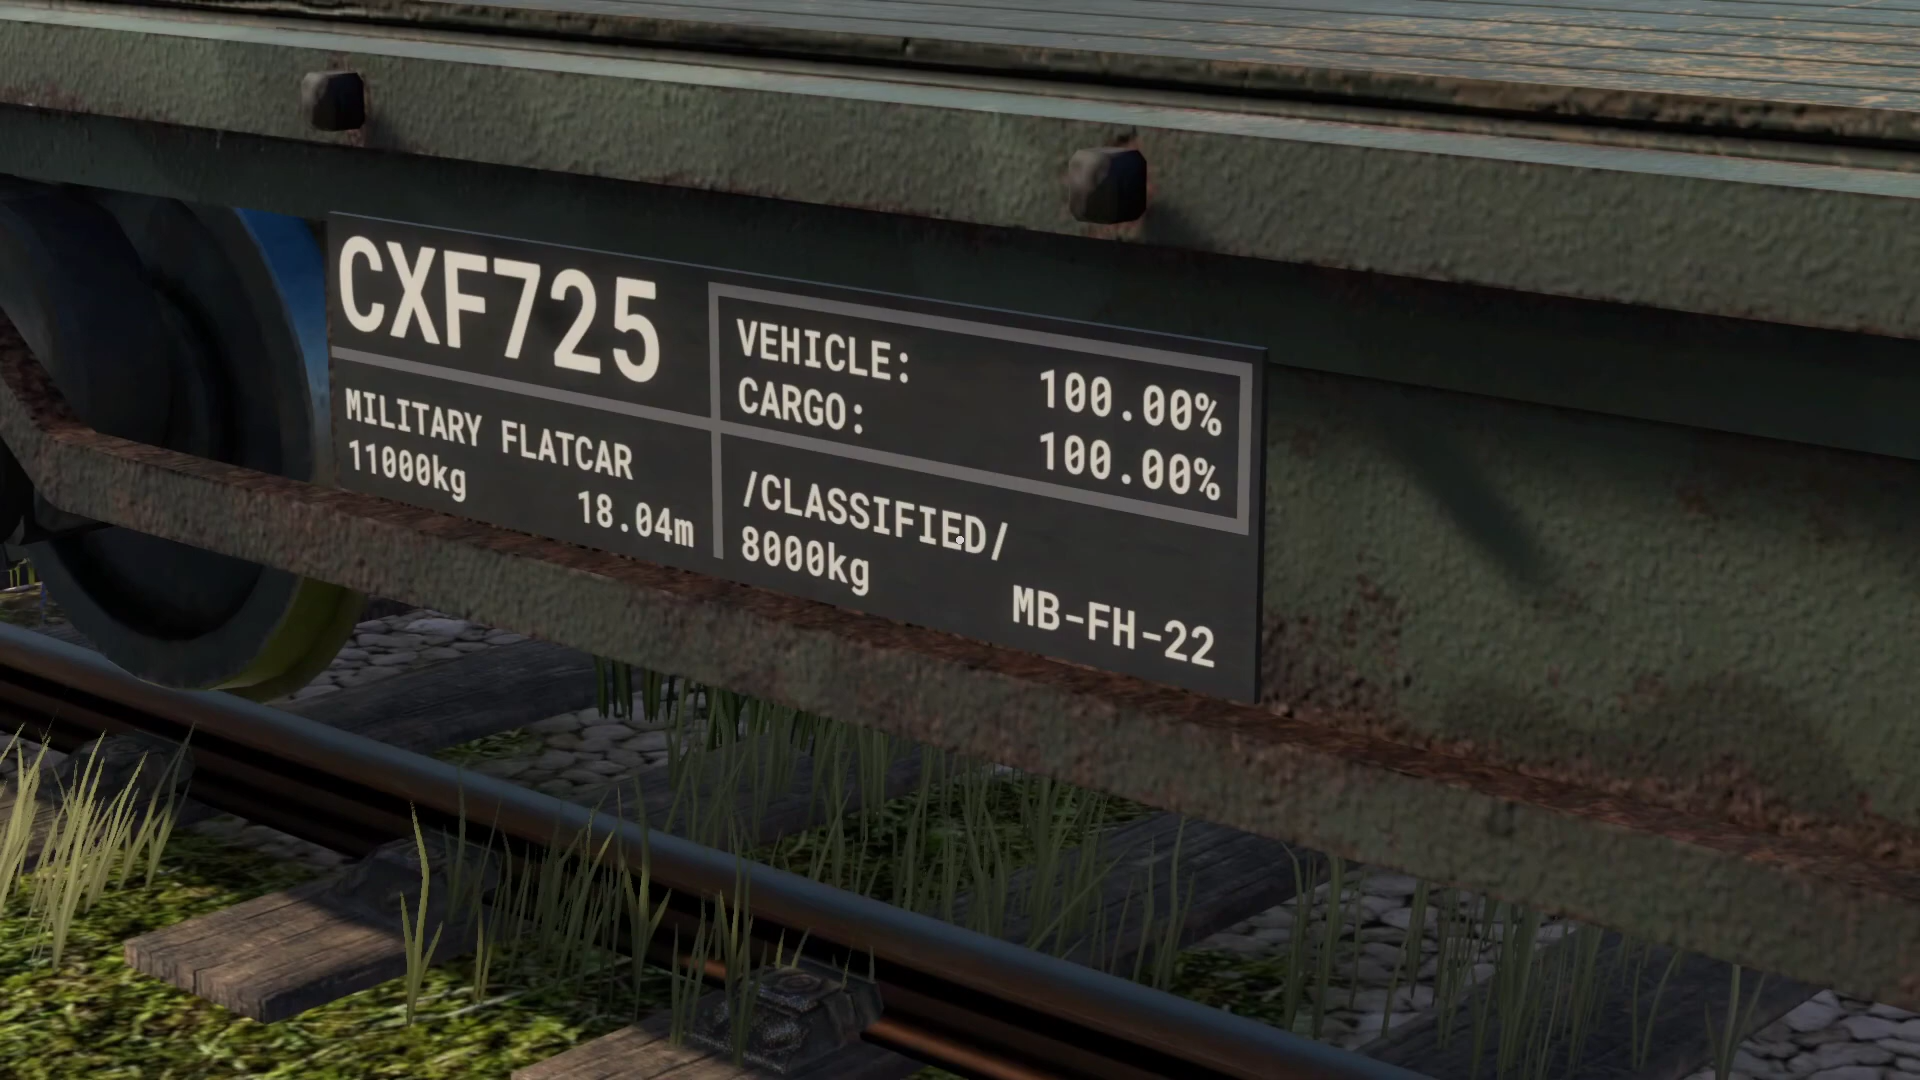 CXF725
MILITARY FLATCAR
11000kg
18.04m
VEHICLE: 100.00%
CARGO: 100.00%
/CLASSIFIED/
8000kg
MB-FH-22